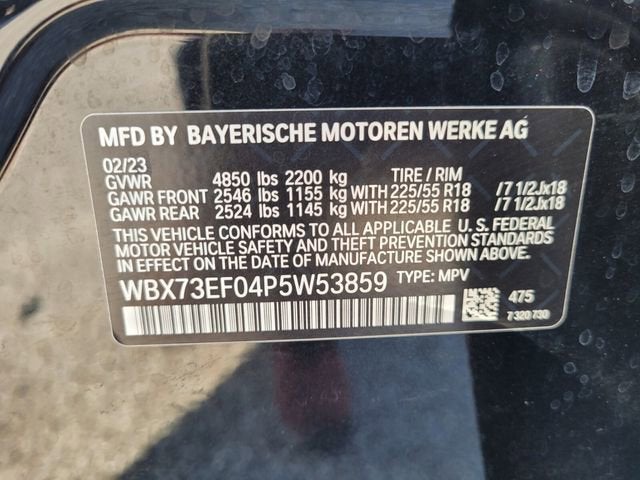 MFD BY BAYERISCHE MOTOREN WERKE AG
02/23
GVWR 4850 lbs 2200 kg TIRE / RIM
GAWR FRONT 2546 lbs 1155 kg WITH 225/55 R18 /7 1/2Jx18
GAWR REAR 2524 lbs 1145 kg WITH 225/55 R18 /7 1/2Jx18
THIS VEHICLE CONFORMS TO ALL APPLICABLE U. S. FEDERAL
MOTOR VEHICLE SAFETY AND THEFT PREVENTION STANDARDS
IN EFFECT ON THE DATE OF MANUFACTURE SHOWN ABOVE.
WBX73EF04P5W53859 TYPE: MPV
475
7 320 730